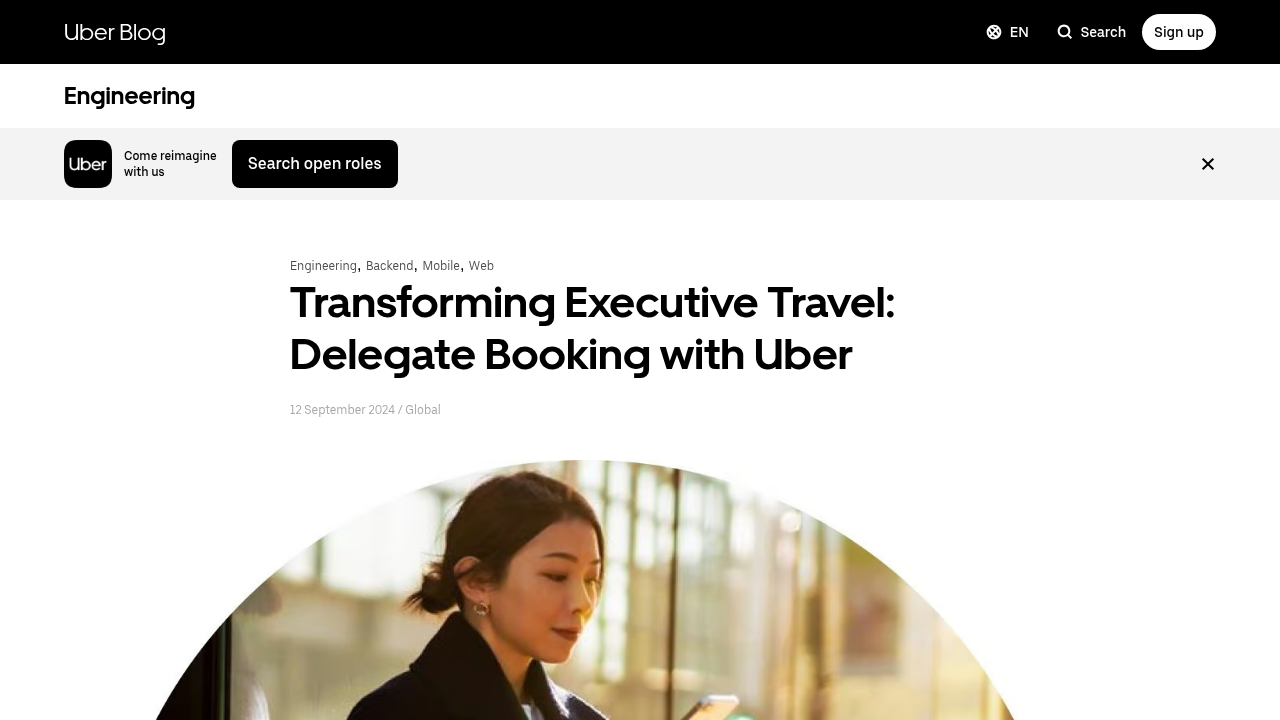 Uber Blog
EN
Search
Sign up
Engineering
Uber
Come reimagine
with us
Search open roles
Engineering, Backend, Mobile, Web
Transforming Executive Travel:
Delegate Booking with Uber
12 September 2024 / Global